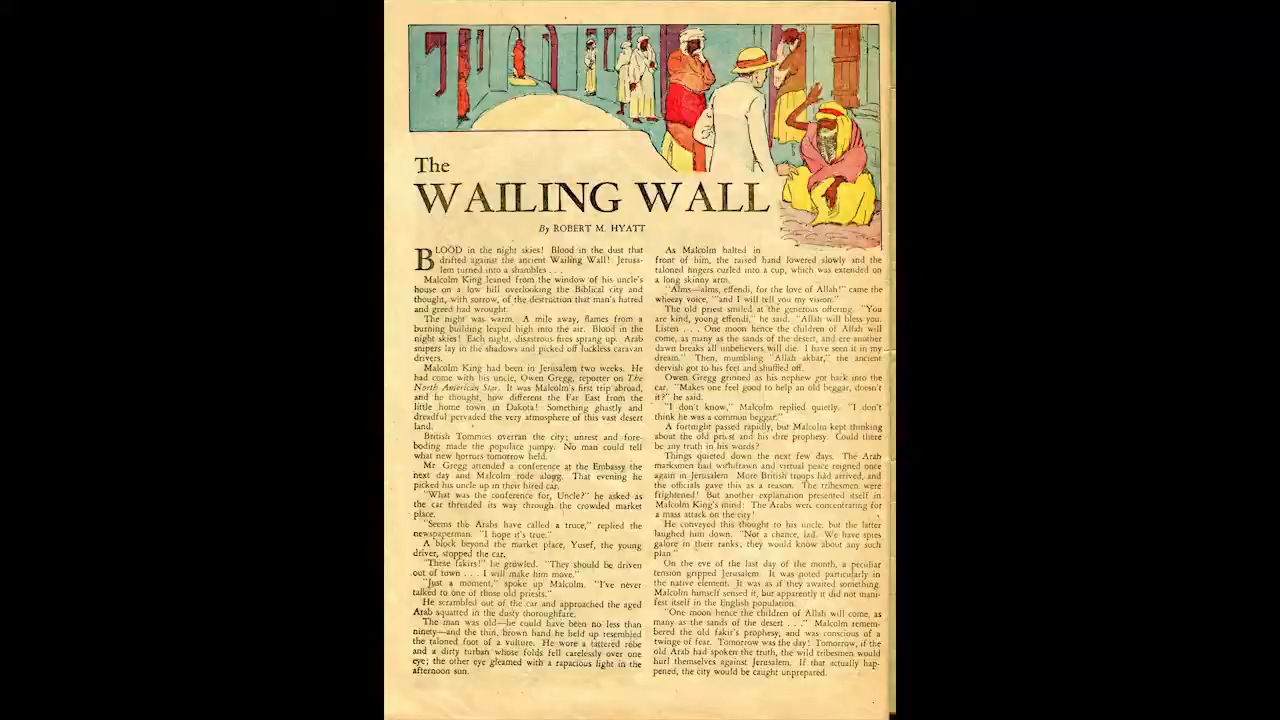 The
WAILING WALL
By ROBERT M. HYATT
BLOOD in the night skies! Blood in the dust that
drifted against the ancient Wailing Wall! Jerusa-
lem turned into a shambles . . .
Malcolm King leaned from the window of his uncle's
house on a low hill overlooking the Biblical city and
thought, with sorrow, of the destruction that man's hatred
and greed had wrought.
The night was warm. A mile away, flames from a
burning building leaped high into the air. Blood in the
night skies! Each night, disastrous fires sprang up. Arab
snipers lay in the shadows and picked off luckless caravan
drivers.
Malcolm King had been in Jerusalem two weeks. He
had come with his uncle, Owen Gregg, reporter on The
North American Star. It was Malcolm's first trip abroad,
and he thought, how different the Far East from the
little home town in Dakota! Something ghastly and
dreadful pervaded the very atmosphere of this vast desert
land.
British Tommies overran the city; unrest and fore-
boding made the populace jumpy. No man could tell
what new horrors tomorrow held.
Mr. Gregg attended a conference at the Embassy the
next day and Malcolm rode along. That evening he
picked his uncle up in their hired car.
"What was the conference for, Uncle?" he asked as
the car threaded its way through the crowded market
place.
"Seems the Arabs have called a truce," replied the
newspaperman. "I hope it's true."
A block beyond the market place, Yusef, the young
driver, stopped the car.
"These fakirs!" he growled. "They should be driven
out of town . . . I will make him move."
"Just a moment," spoke up Malcolm. "I've never
talked to one of those old priests."
He scrambled out of the car and approached the aged
Arab squatted in the dusty thoroughfare.
The man was old—he could have been no less than
ninety—and the thin, brown hand he held up resembled
the taloned foot of a vulture. He wore a tattered robe
and a dirty turban whose folds fell carelessly over one
eye; the other eye gleamed with a rapacious light in the
afternoon sun.
As Malcolm halted in
front of him, the raised hand lowered slowly and the
taloned fingers curled into a cup, which was extended on
a long skinny arm.
"Alms—alms, effendi, for the love of Allah!" came the
wheezy voice, "and I will tell you my vision."
The old priest smiled at the generous offering. "You
are kind, young effendi," he said. "Allah will bless you.
Listen . . . One moon hence the children of Allah will
come, as many as the sands of the desert, and ere another
dawn breaks all unbelievers will die. I have seen it in my
dream." Then, mumbling, "Allah akbar," the ancient
dervish got to his feet and shuffled off.
Owen Gregg grinned as his nephew got back into the
car. "Makes one feel good to help an old beggar, doesn't
it?" he said.
"I don't know," Malcolm replied quietly. "I don't
think he was a common beggar."
A fortnight passed rapidly, but Malcolm kept thinking
about the old priest and his dire prophesy. Could there
be any truth in his words?
Things quieted down the next few days. The Arab
marksmen had withdrawn and virtual peace reigned once
again in Jerusalem. More British troops had arrived, and
the officials gave this as a reason. The tribesmen were
frightened! But another explanation presented itself in
Malcolm King's mind: The Arabs were concentrating for
a mass attack on the city!
He conveyed this thought to his uncle, but the latter
laughed him down. "Not a chance, lad. We have spies
galore in their ranks; they would know about any such
plan."
On the eve of the last day of the month, a peculiar
tension gripped Jerusalem. It was noted particularly in
the native element. It was as if they awaited something.
Malcolm himself sensed it, but apparently it did not mani-
fest itself in the English population.
"One moon hence the children of Allah will come, as
many as the sands of the desert . . ." Malcolm remem-
bered the old fakir's prophesy, and was conscious of a
twinge of fear. Tomorrow was the day! Tomorrow, if the
old Arab had spoken the truth, the wild tribesmen would
hurl themselves against Jerusalem. If that actually hap-
pened, the city would be caught unprepared.